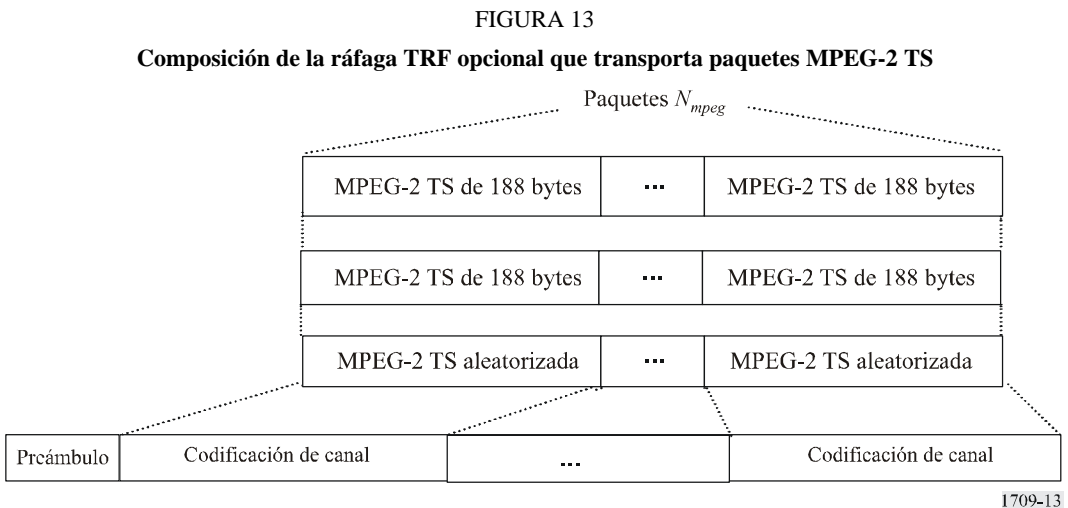 FIGURA 13
Composición de la ráfaga TRF opcional que transporta paquetes MPEG-2 TS
Paquetes N_mpeg
MPEG-2 TS de 188 bytes ... MPEG-2 TS de 188 bytes
MPEG-2 TS de 188 bytes ... MPEG-2 TS de 188 bytes
MPEG-2 TS aleatorizada ... MPEG-2 TS aleatorizada
Preámbulo Codificación de canal ... Codificación de canal
1709-13